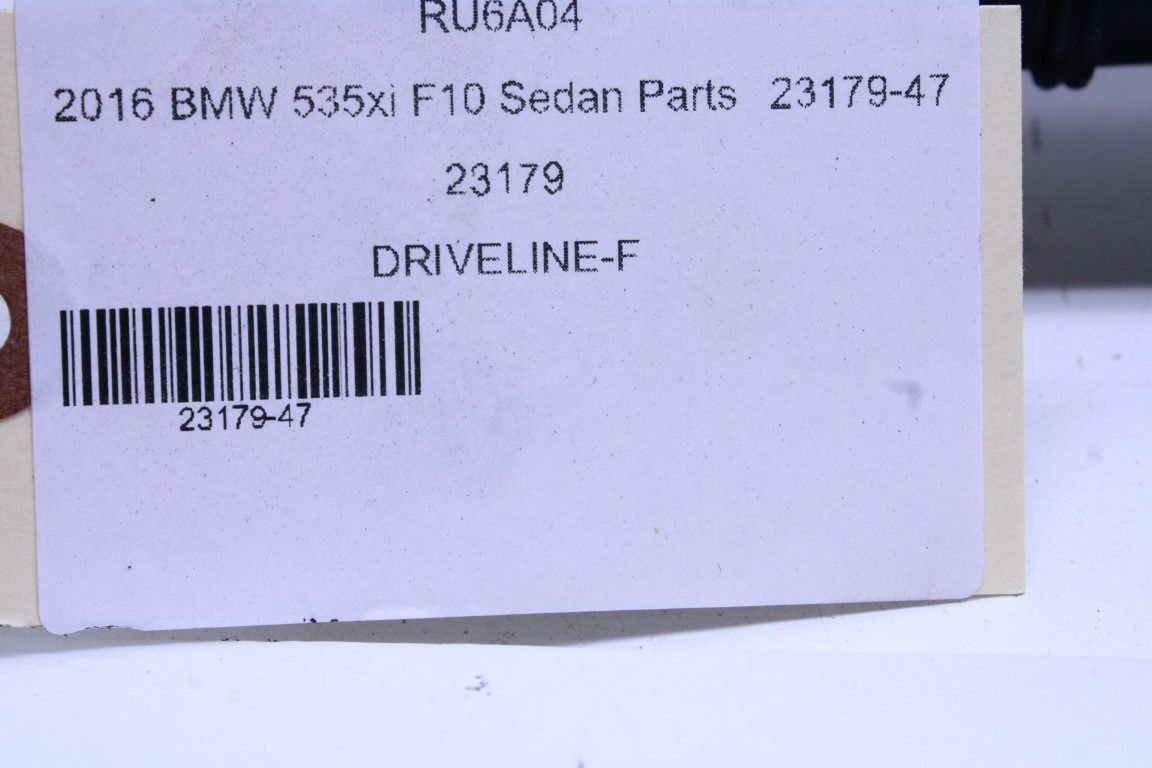 RU6A04
2016 BMW 535xi F10 Sedan Parts 23179-47
23179
DRIVELINE-F
23179-47